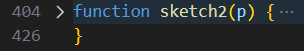 404 > function sketch2(p) {···
426 }